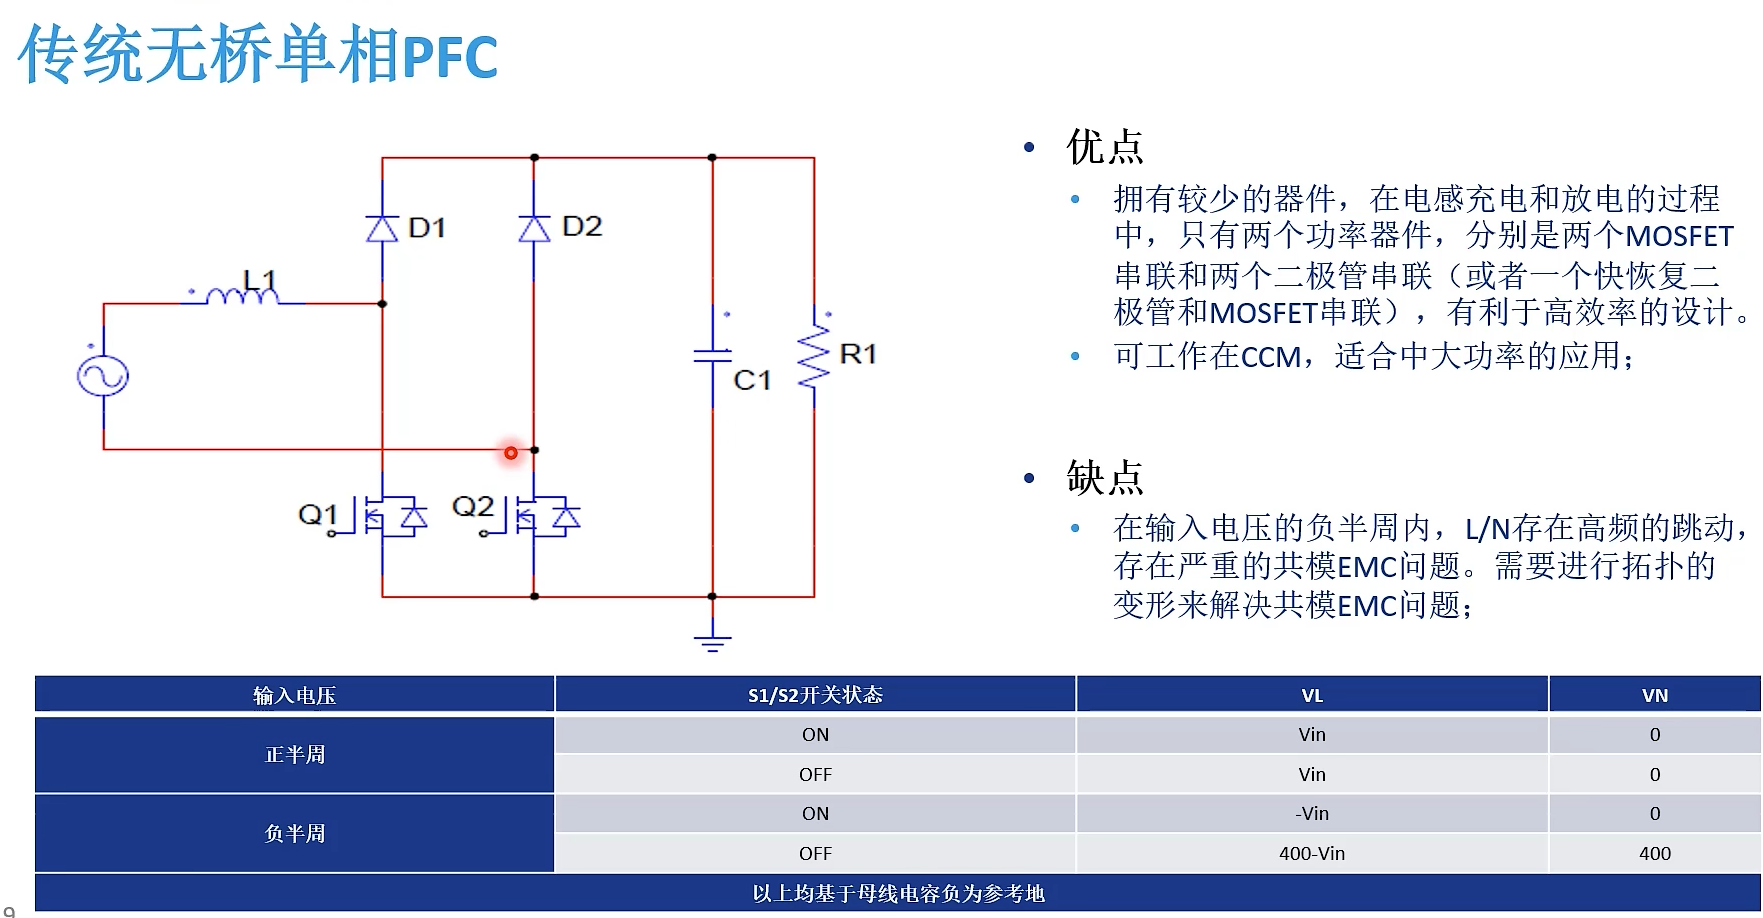 传统无桥单相PFC
D1
D2
L1
C1
R1
Q1
Q2
• 优点
• 拥有较少的器件，在电感充电和放电的过程
中，只有两个功率器件，分别是两个MOSFET
串联和两个二极管串联（或者一个快恢复二
极管和MOSFET串联），有利于高效率的设计。
• 可工作在CCM，适合中大功率的应用；
• 缺点
• 在输入电压的负半周内，L/N存在高频的跳动，
存在严重的共模EMC问题。需要进行拓扑的
变形来解决共模EMC问题；
输入电压 S1/S2开关状态 VL VN
正半周
ON Vin 0
OFF Vin 0
负半周
ON -Vin 0
OFF 400-Vin 400
以上均基于母线电容负为参考地
9